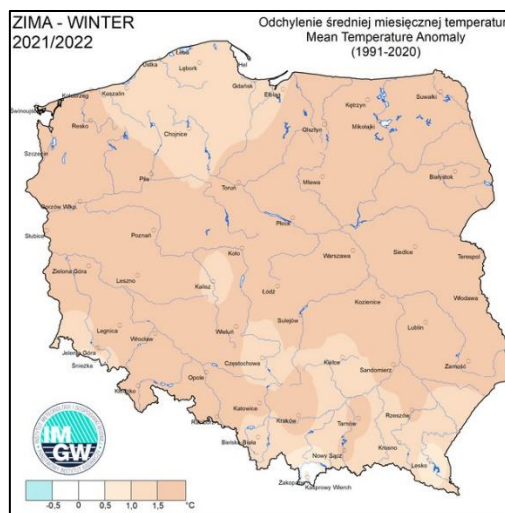 ZIMA - WINTER
2021/2022
Odchylenie średniej miesięcznej temperatur
Mean Temperature Anomaly
(1991-2020)
Łeba
Ustka
Hel
Lębork
Kołobrzeg
Koszalin
Gdańsk
Elbląg
Suwałki
Kętrzyn
Świnoujście
Resko
Mikołajki
Olsztyn
Chojnice
Szczecin
Białystok
Piła
Toruń
Mława
Gorzów Wlkp.
Płock
Słubice
Poznań
Koło
Warszawa
Siedlce
Terespol
Zielona Góra
Leszno
Kalisz
Łódź
Kozienice
Włodawa
Legnica
Wrocław
Wieluń
Sulejów
Lublin
Jelenia Góra
Śnieżka
Częstochowa
Kielce
Sandomierz
Zamość
Kłodzko
Opole
Katowice
Kraków
Tarnów
Rzeszów
Bielsko Biała
Nowy Sącz
Krosno
Lesko
Zakopane
Kasprowy Wierch
IM
GW
-0,5 0 0,5 1,0 1,5 °C